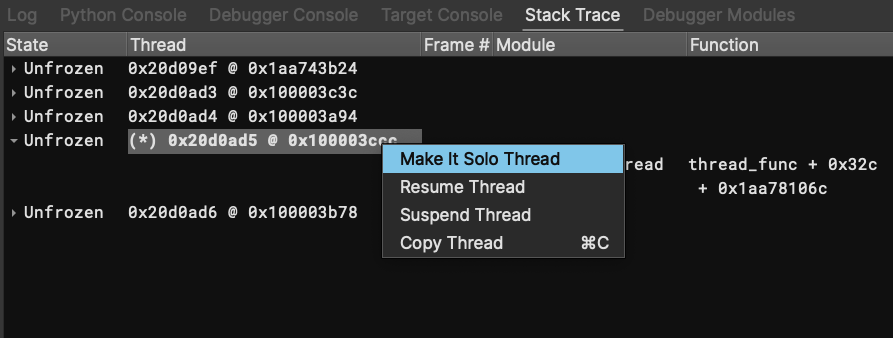 Log Python Console Debugger Console Target Console Stack Trace Debugger Modules
State Thread Frame # Module Function
Unfrozen 0x20d09ef @ 0x1aa743b24
Unfrozen 0x20d0ad3 @ 0x100003c3c
Unfrozen 0x20d0ad4 @ 0x100003a94
Unfrozen (*) 0x20d0ad5 @ 0x100003ccc
Make It Solo Thread
read thread_func + 0x32c
Resume Thread
+ 0x1aa78106c
Unfrozen 0x20d0ad6 @ 0x100003b78
Suspend Thread
Copy Thread ⌘C